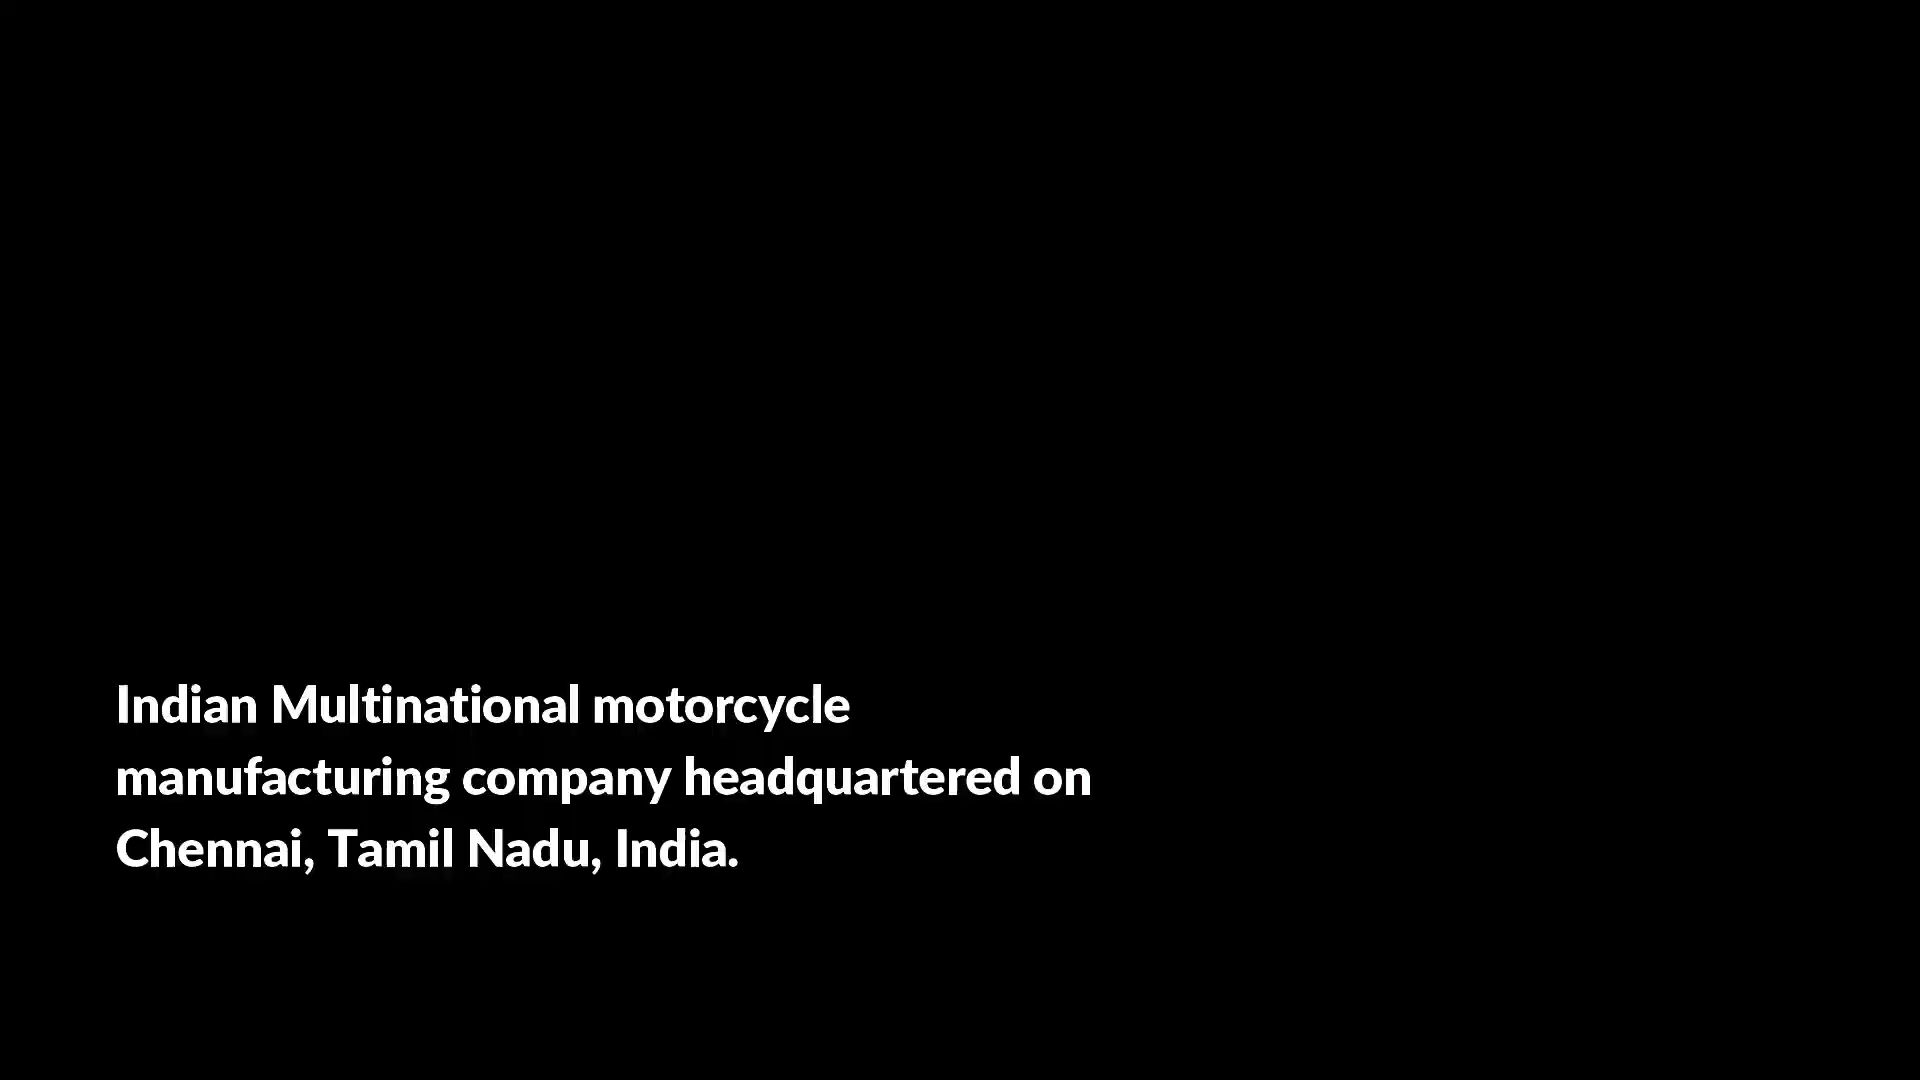 Indian Multinational motorcycle
manufacturing company headquartered on
Chennai, Tamil Nadu, India.